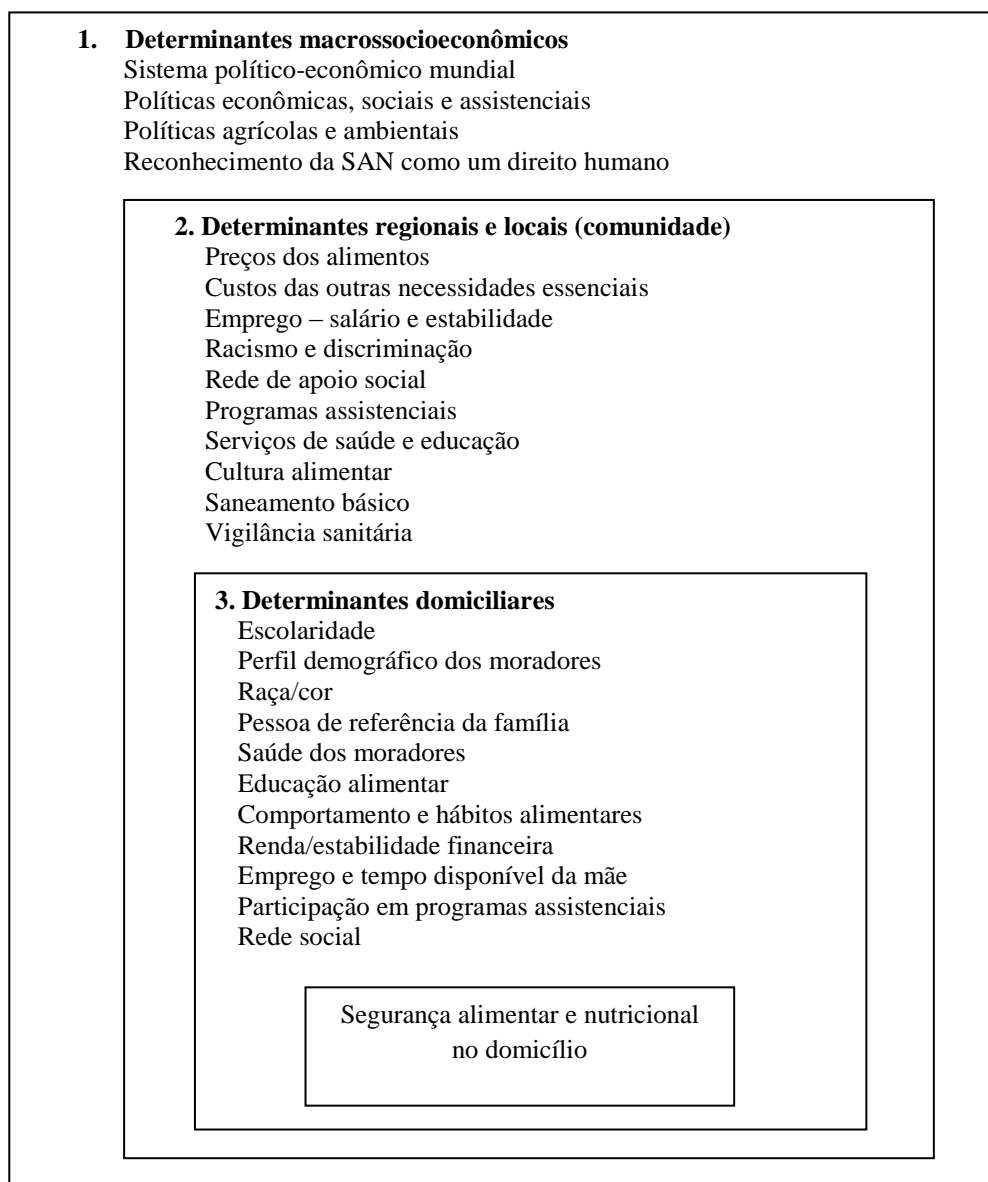 1. Determinantes macrossocioeconômicos
Sistema político-econômico mundial
Políticas econômicas, sociais e assistenciais
Políticas agrícolas e ambientais
Reconhecimento da SAN como um direito humano
2. Determinantes regionais e locais (comunidade)
Preços dos alimentos
Custos das outras necessidades essenciais
Emprego – salário e estabilidade
Racismo e discriminação
Rede de apoio social
Programas assistenciais
Serviços de saúde e educação
Cultura alimentar
Saneamento básico
Vigilância sanitária
3. Determinantes domiciliares
Escolaridade
Perfil demográfico dos moradores
Raça/cor
Pessoa de referência da família
Saúde dos moradores
Educação alimentar
Comportamento e hábitos alimentares
Renda/estabilidade financeira
Emprego e tempo disponível da mãe
Participação em programas assistenciais
Rede social
Segurança alimentar e nutricional
no domicílio